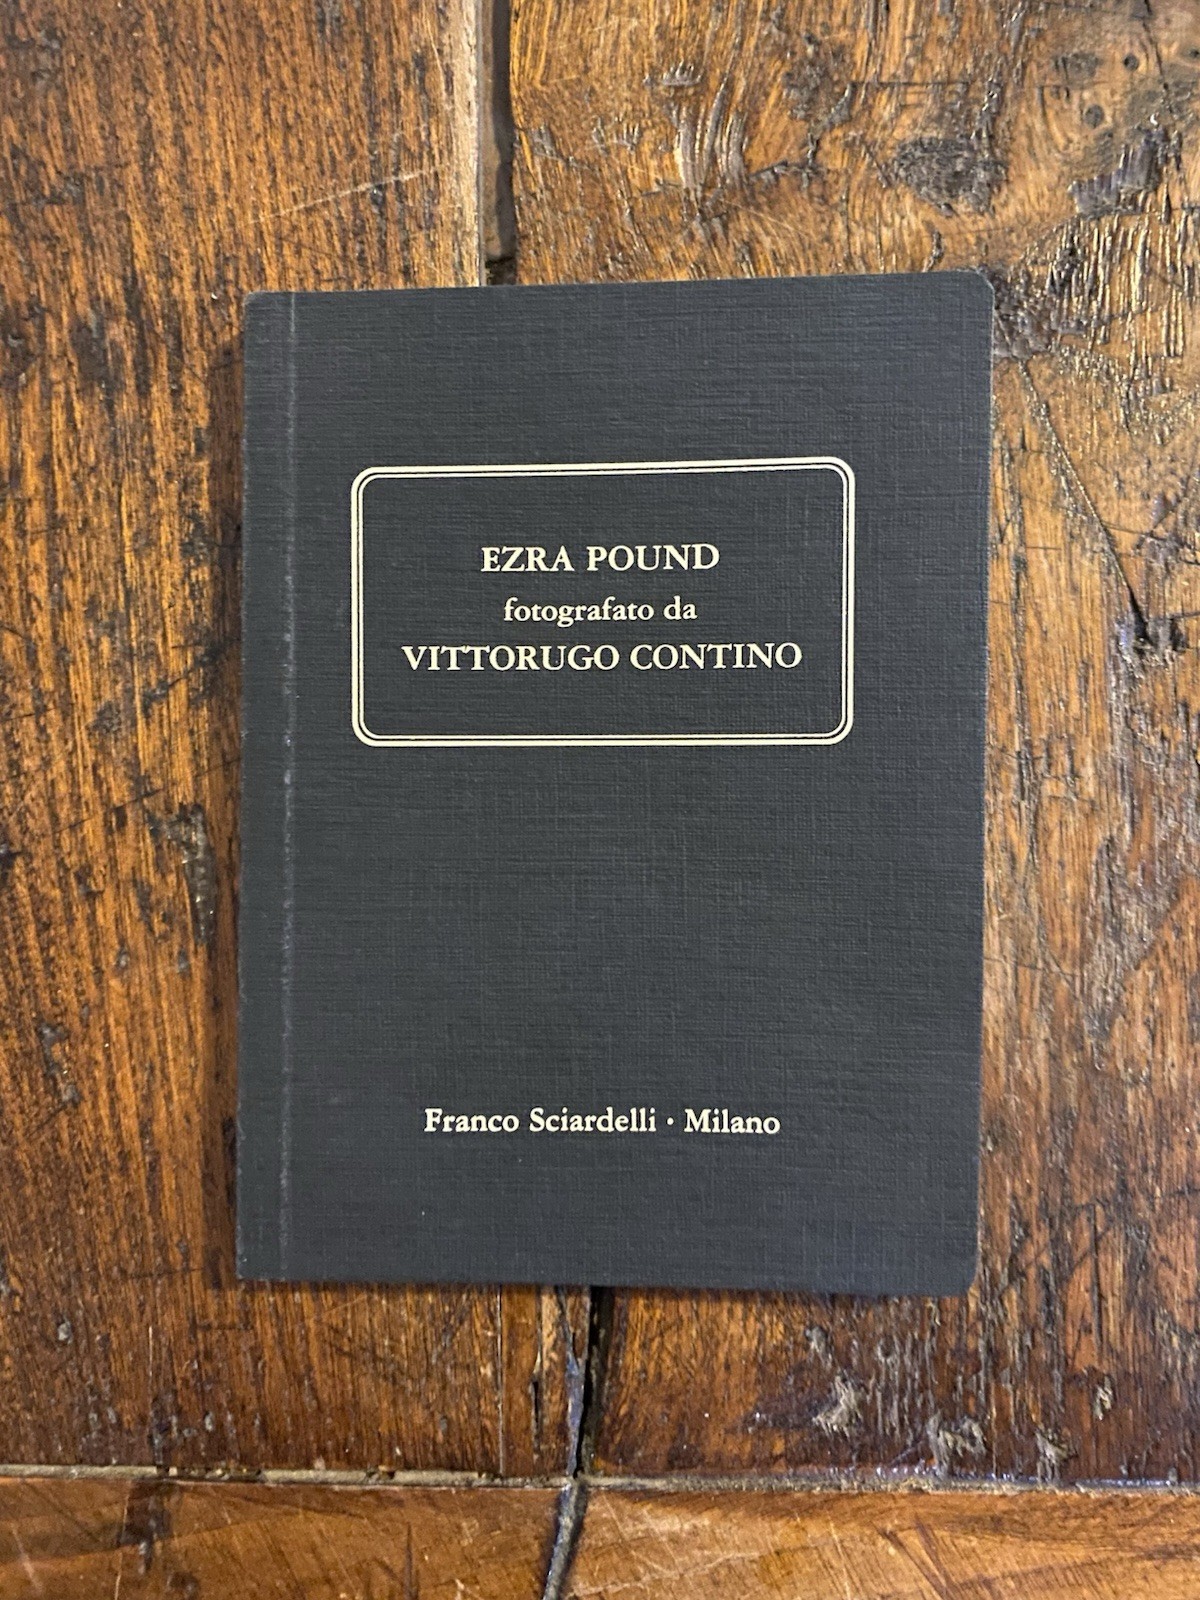 EZRA POUND
fotografato da
VITTORUGO CONTINO
Franco Sciardelli • Milano